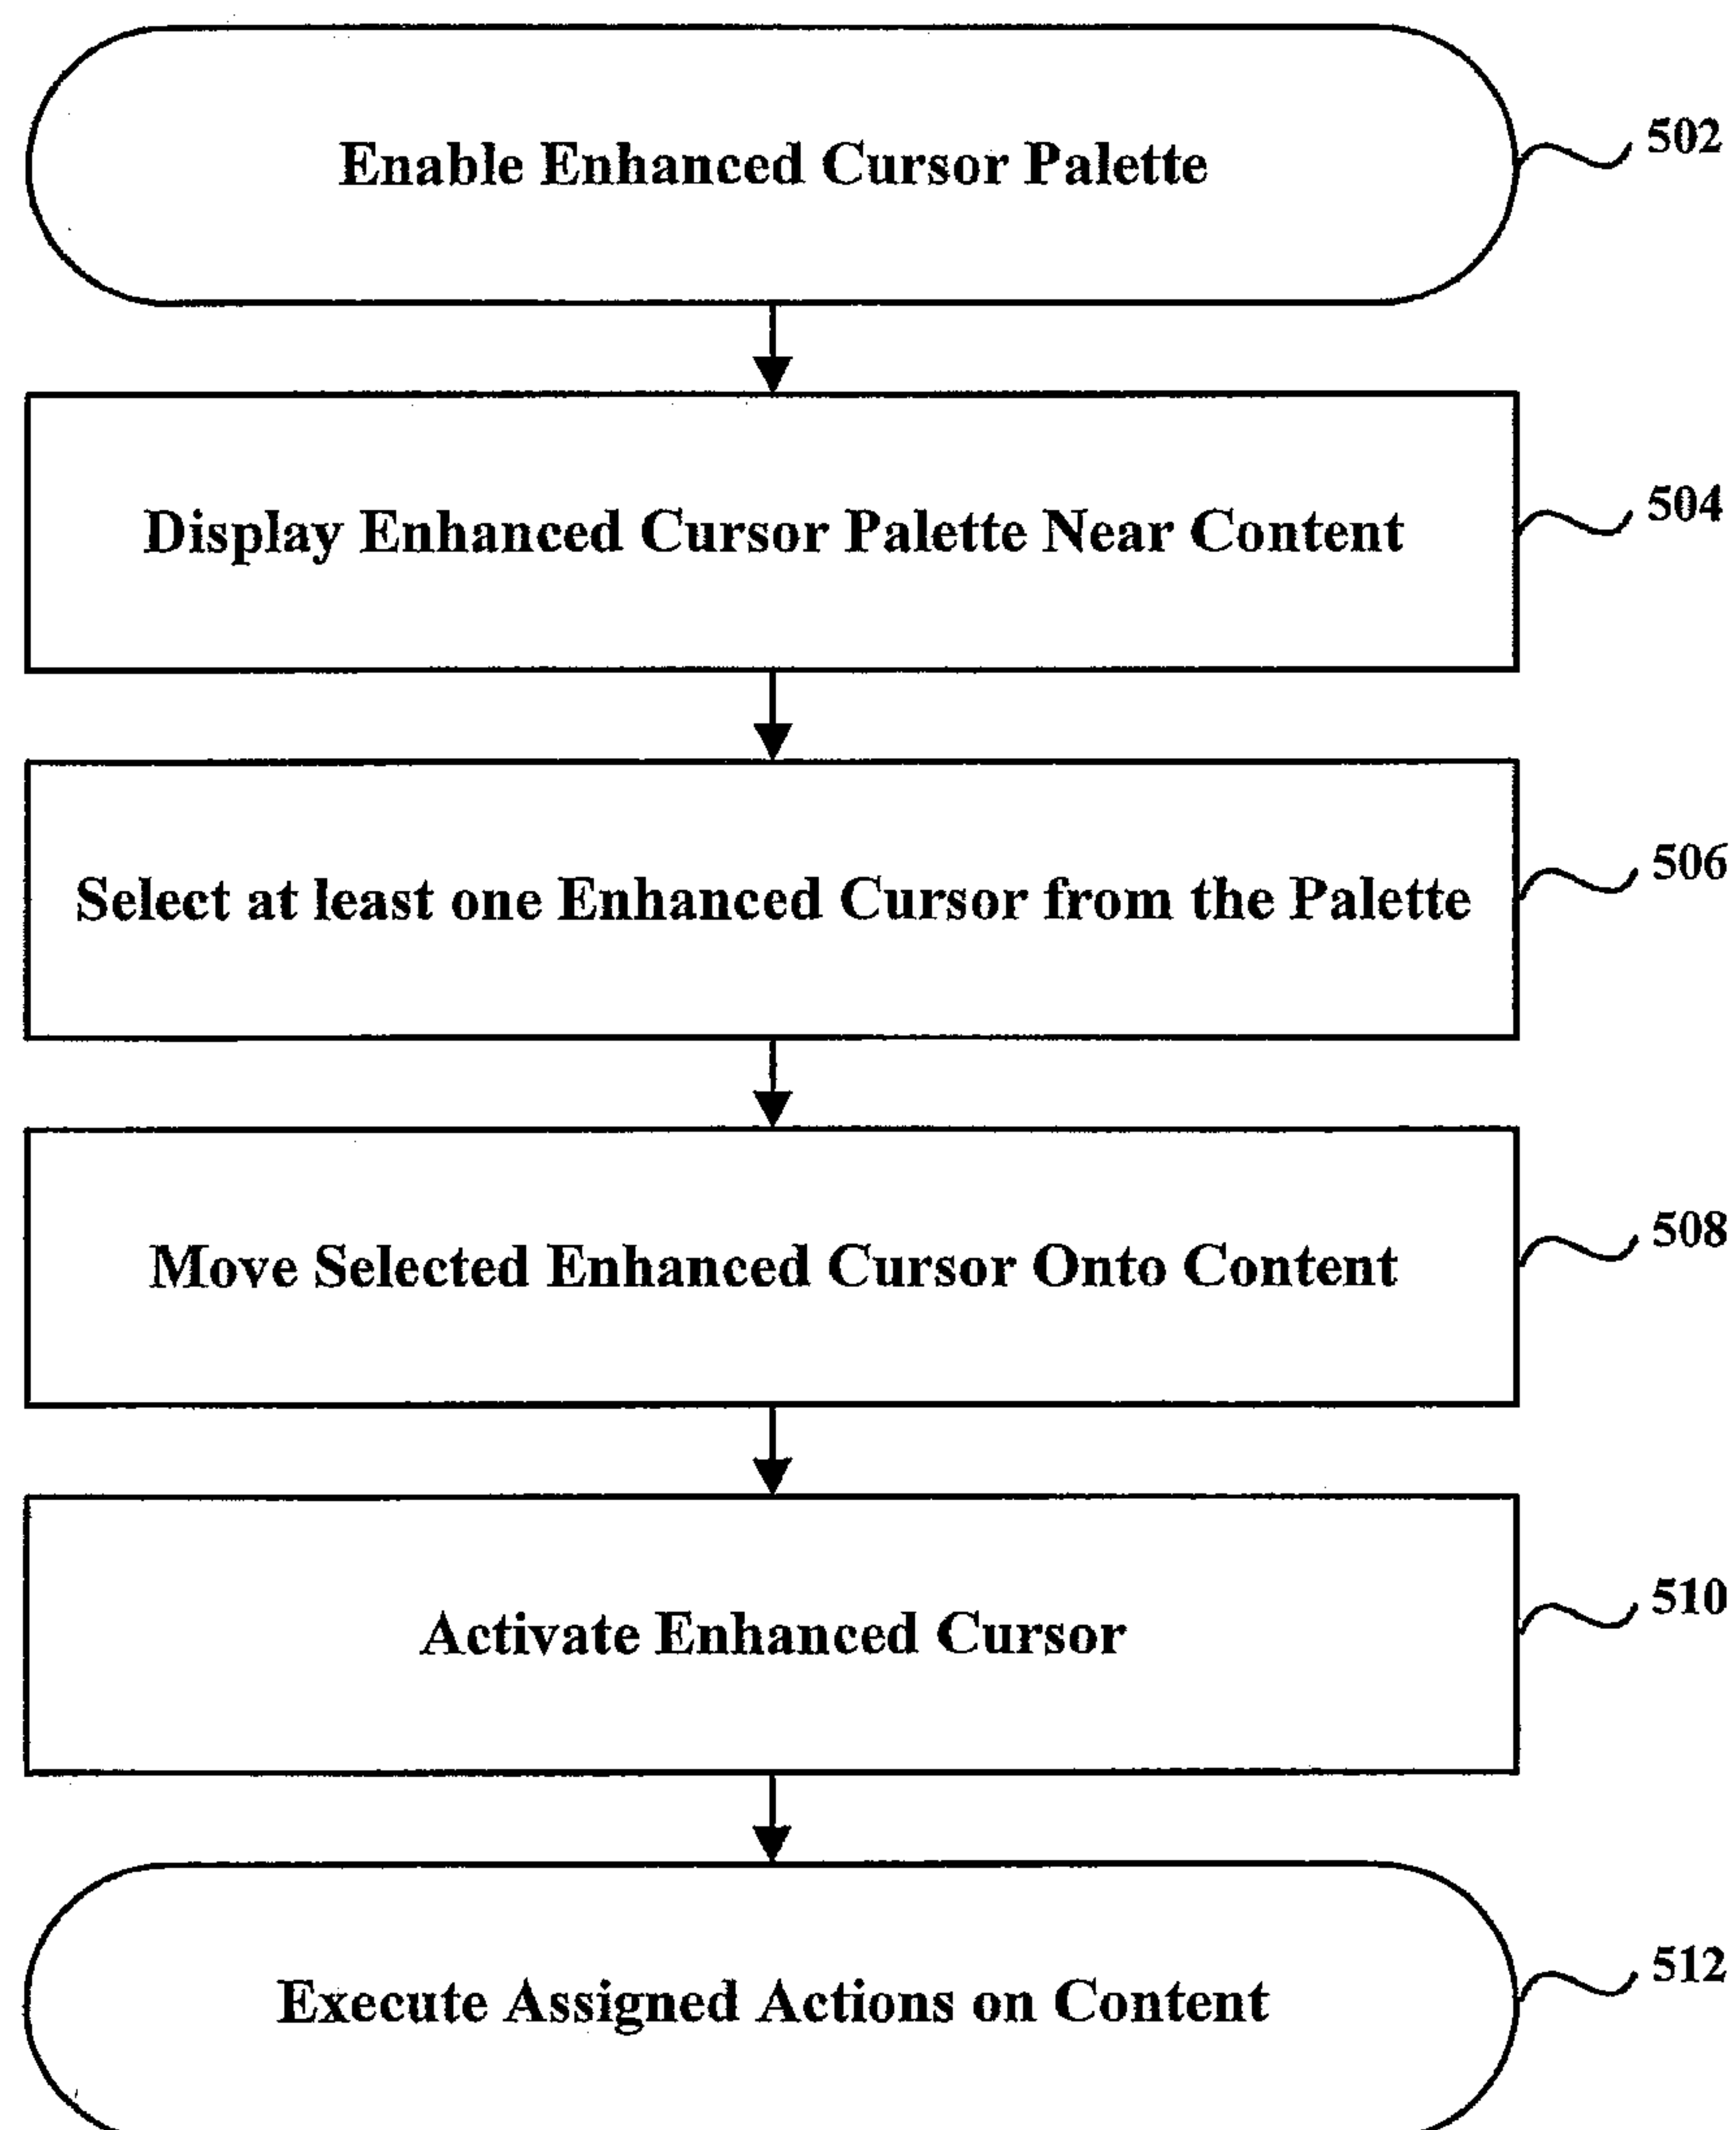 Enable Enhanced Cursor Palette
502
Display Enhanced Cursor Palette Near Content
504
Select at least one Enhanced Cursor from the Palette
506
Move Selected Enhanced Cursor Onto Content
508
Activate Enhanced Cursor
510
Execute Assigned Actions on Content
512